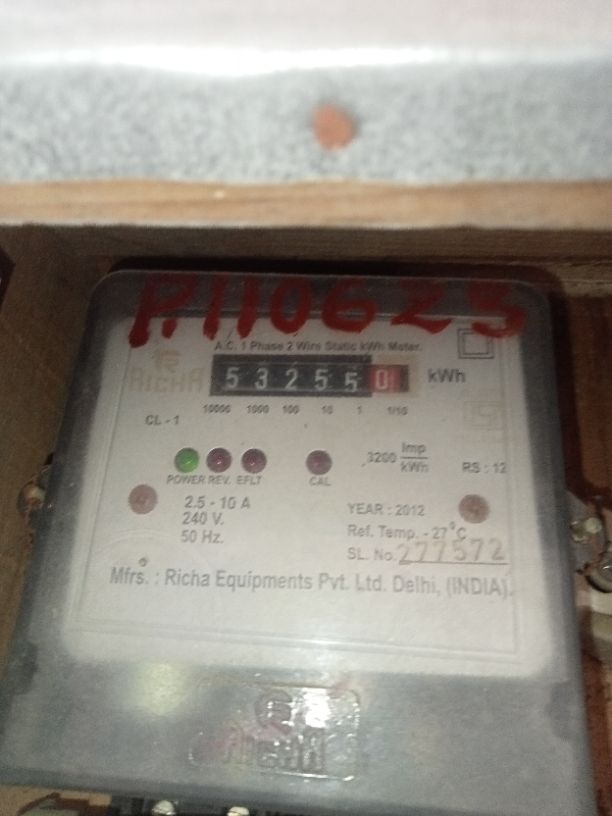 P.110625
A.C. 1 Phase 2 Wire Static kWh Meter.
RICHA
532550 kWh
10000 1000 100 10 1 1/10
CL - 1
3200 Imp/kWh
RS : 12
POWER REV. EFLT CAL
2.5 - 10 A
240 V.
50 Hz.
YEAR : 2012
Ref. Temp. - 27°C
SL. No. 277572
Mfrs. : Richa Equipments Pvt. Ltd. Delhi, (INDIA).
RICHA